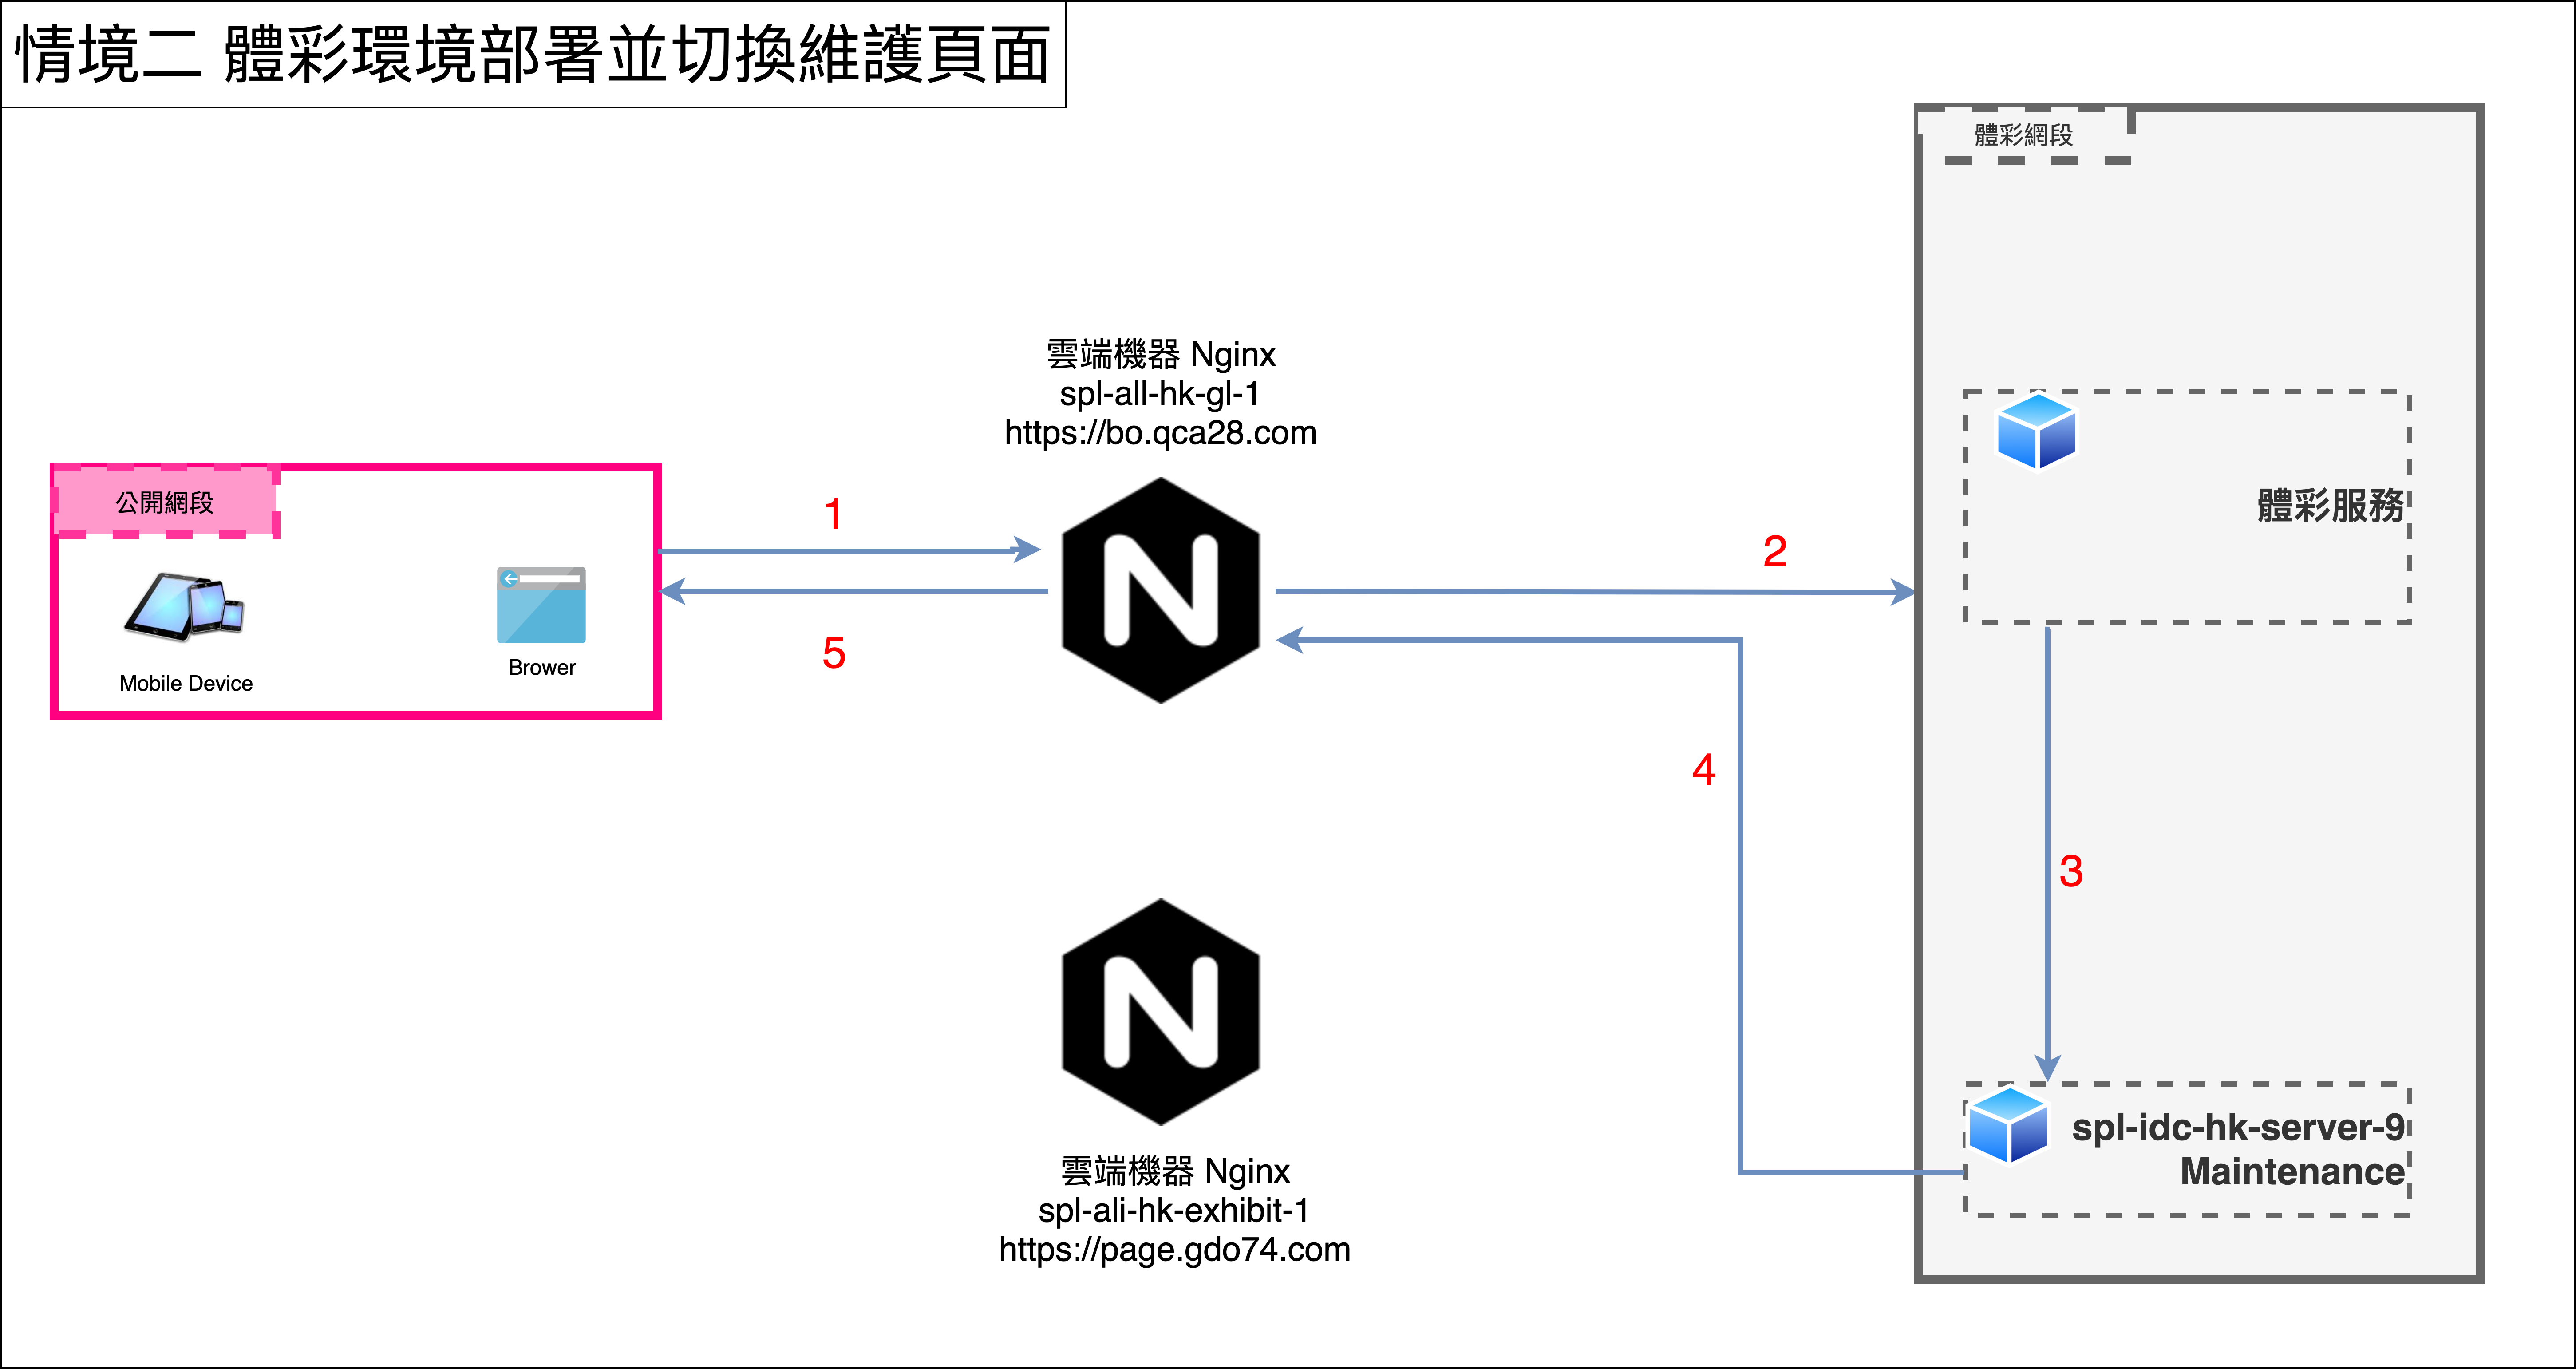 情境二 體彩環境部署並切換維護頁面
體彩網段
雲端機器 Nginx
spl-all-hk-gl-1
https://bo.qca28.com
公開網段
1
2
體彩服務
5
Mobile Device
Brower
4
3
spl-idc-hk-server-9
Maintenance
雲端機器 Nginx
spl-ali-hk-exhibit-1
https://page.gdo74.com